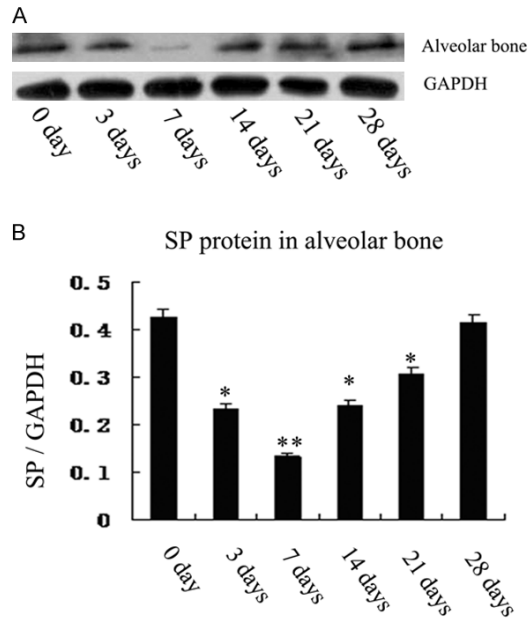 A
Alveolar bone
GAPDH
0 day
3 days
7 days
14 days
21 days
28 days
B
SP protein in alveolar bone
SP / GAPDH
0.5
0.4
0.3
0.2
0.1
0
*
**
*
*
0 day
3 days
7 days
14 days
21 days
28 days